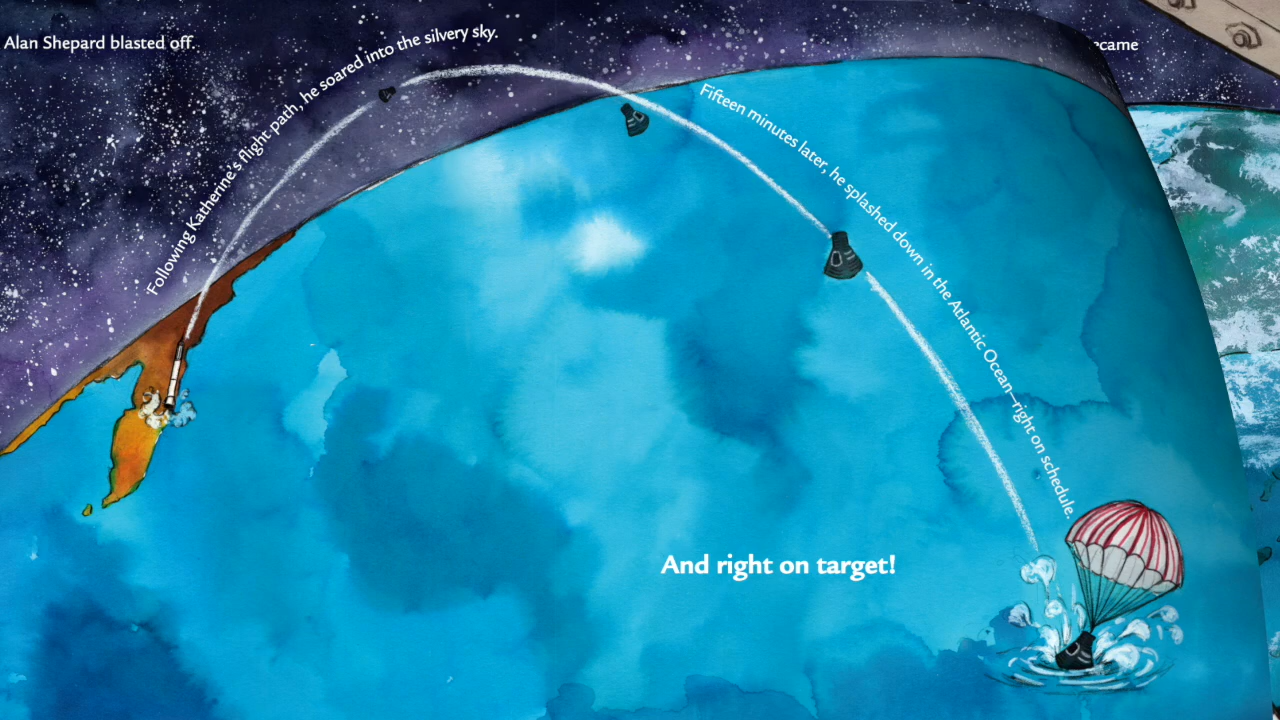 Alan Shepard blasted off.
Following Katherine's flight path, he soared into the silvery sky.
Fifteen minutes later, he splashed down in the Atlantic Ocean—right on schedule.
And right on target!